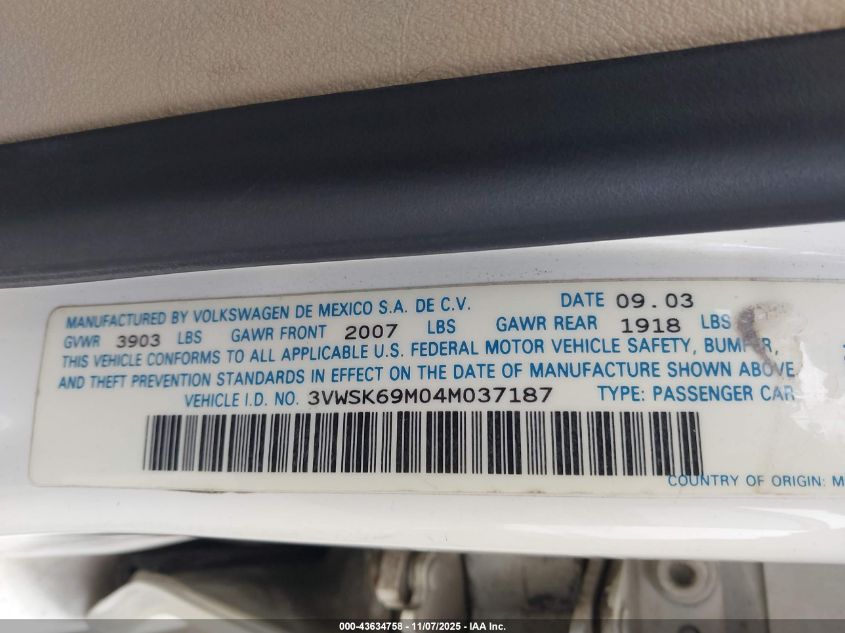 MANUFACTURED BY VOLKSWAGEN DE MEXICO S.A. DE C.V. DATE 09.03
GVWR 3903 LBS GAWR FRONT 2007 LBS GAWR REAR 1918 LBS
THIS VEHICLE CONFORMS TO ALL APPLICABLE U.S. FEDERAL MOTOR VEHICLE SAFETY, BUMPER,
AND THEFT PREVENTION STANDARDS IN EFFECT ON THE DATE OF MANUFACTURE SHOWN ABOVE
VEHICLE I.D. NO. 3VWSK69M04M037187 TYPE: PASSENGER CAR
COUNTRY OF ORIGIN: M
000-43634758 - 11/07/2025 - IAA Inc.